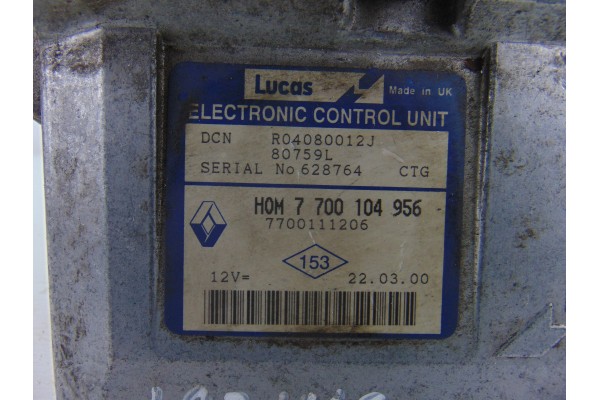 Lucas
Made in UK
ELECTRONIC CONTROL UNIT
DCN R04080012J
80759L
SERIAL No 628764 CTG
HOM 7 700 104 956
7700111206
153
12V= 22.03.00